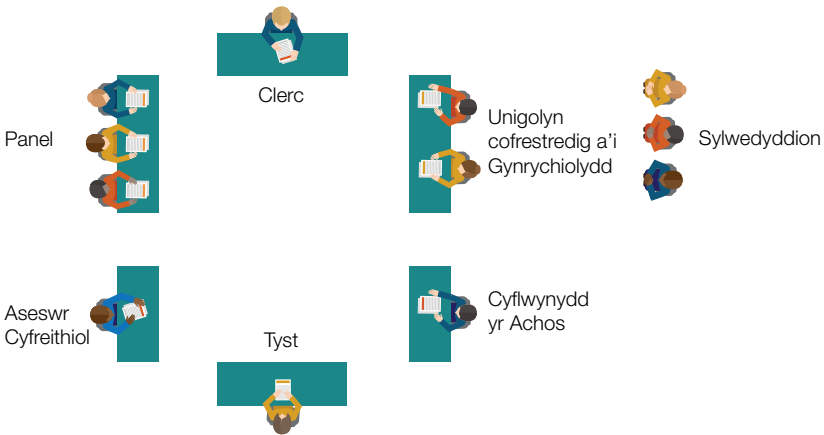 Clerc
Panel
Unigolyn
cofrestredig a’i
Gynrychiolydd
Sylwedyddion
Aseswr
Cyfreithiol
Tyst
Cyflwynydd
yr Achos